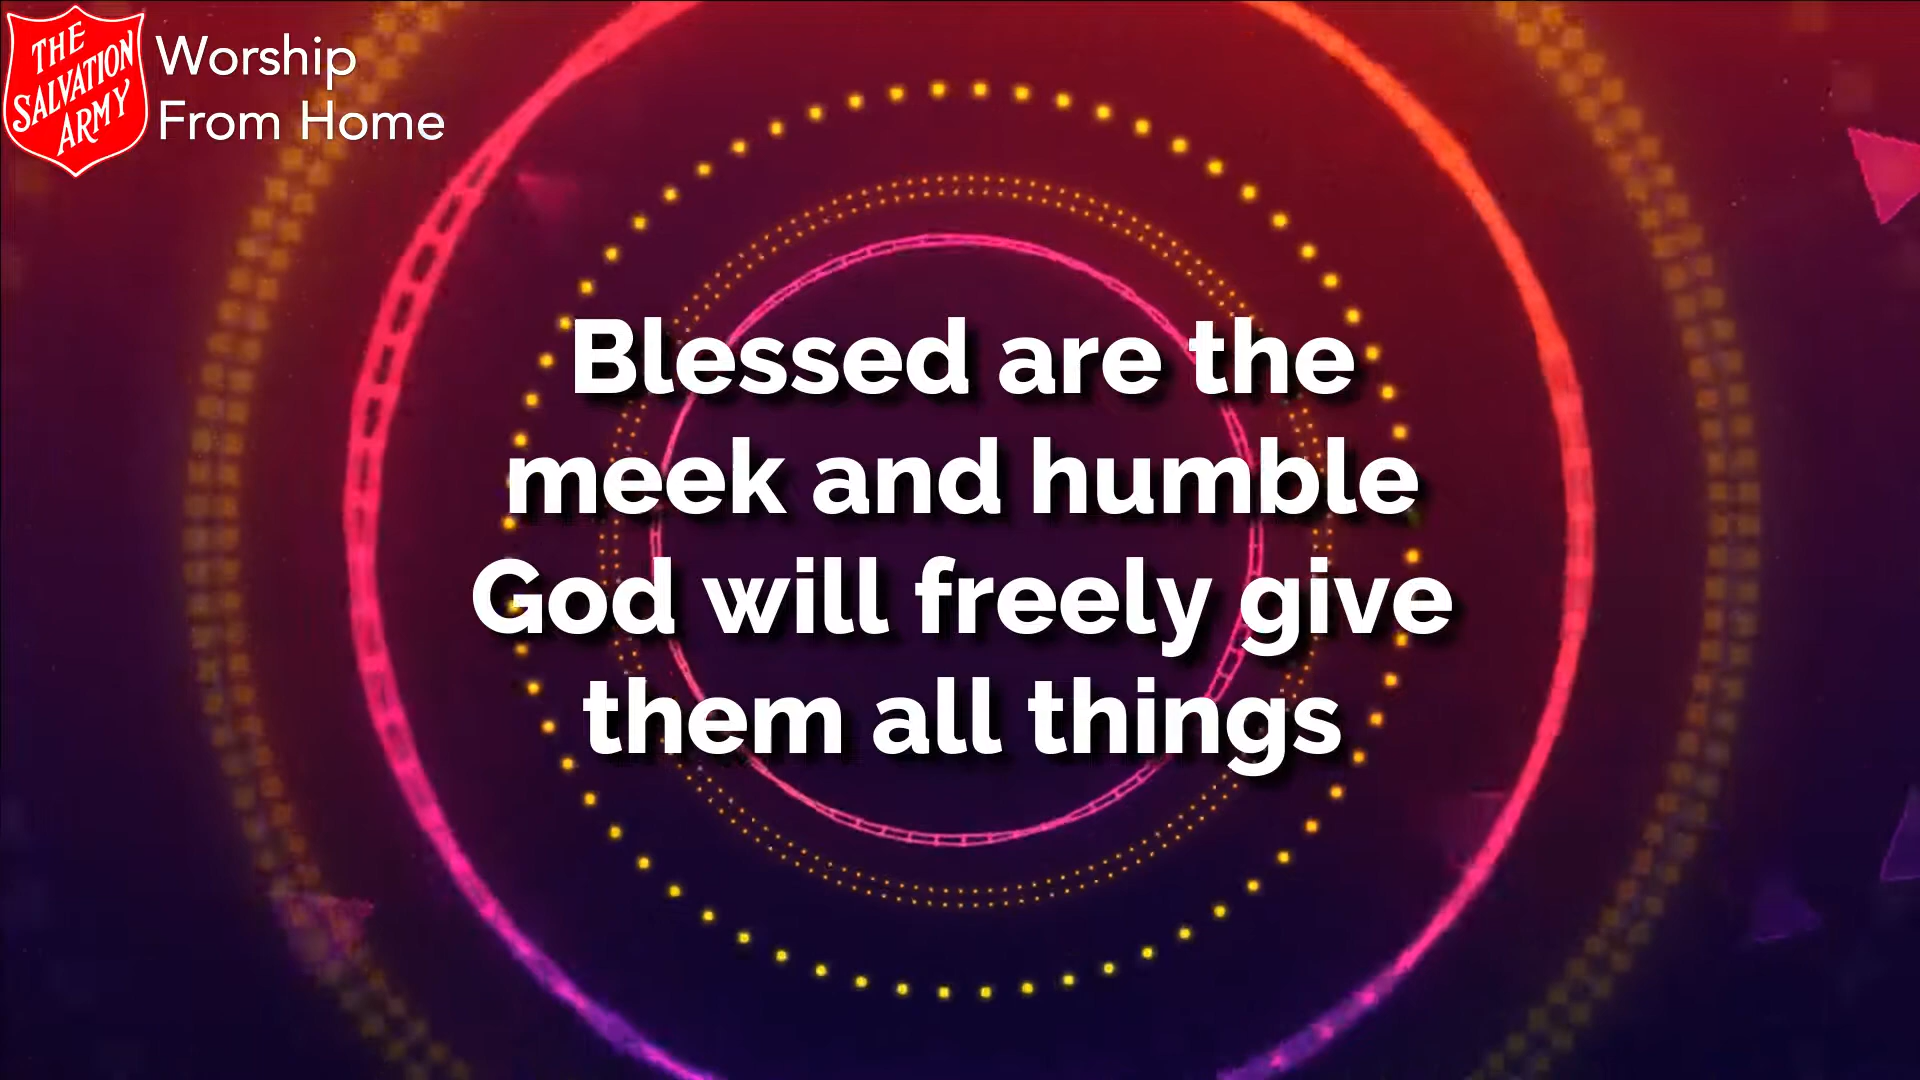 THE
SALVATION
ARMY
Worship
From Home
Blessed are the
meek and humble
God will freely give
them all things